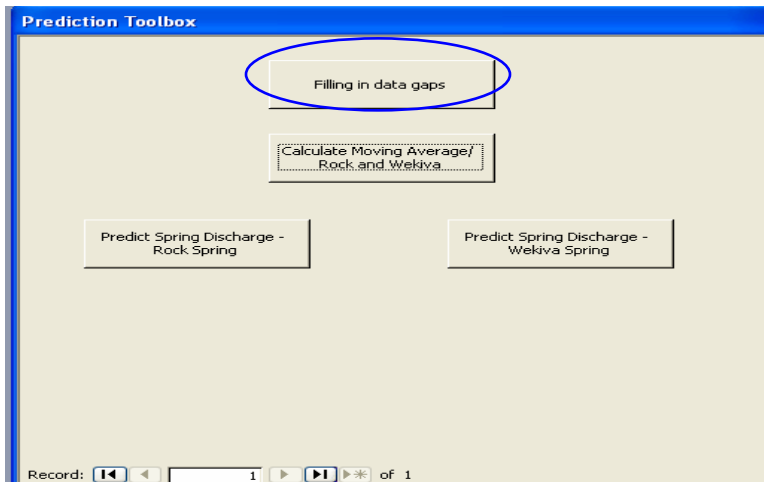 Prediction Toolbox
Filling in data gaps
Calculate Moving Average/
Rock and Wekiva
Predict Spring Discharge -
Rock Spring
Predict Spring Discharge -
Wekiva Spring
Record: 1 of 1